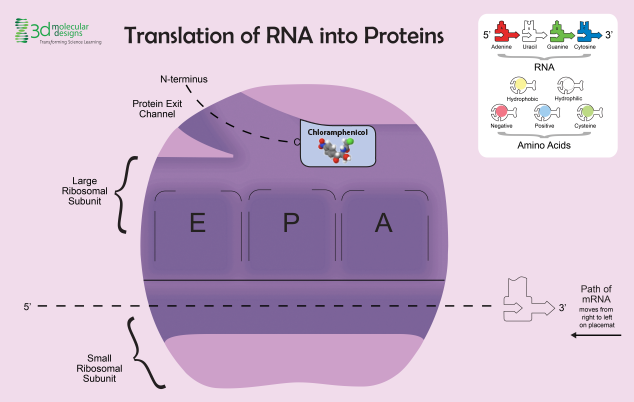 3d molecular designs
Transforming Science Learning
Translation of RNA into Proteins
5'
3'
Adenine Uracil Guanine Cytosine
RNA
Hydrophobic Hydrophilic
Negative Positive Cysteine
Amino Acids
N-terminus
Protein Exit
Channel
Chloramphenicol
Large
Ribosomal
Subunit
E P A
5'
3'
Path of
mRNA
moves from
right to left
on placemat
Small
Ribosomal
Subunit